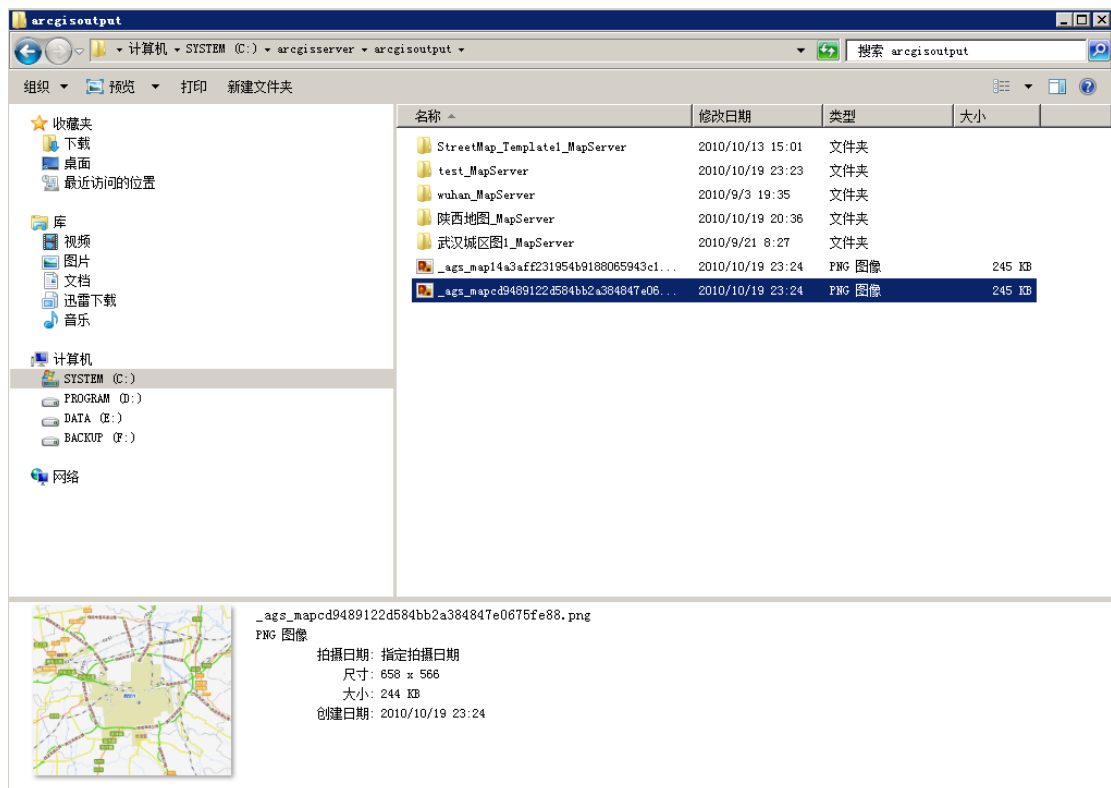 arcgisoutput
计算机 SYSTEM (C:) arcgisserver arcgisoutput 搜索 arcgisoutput
组织 预览 打印 新建文件夹
名称 修改日期 类型 大小
收藏夹
下载
桌面
最近访问的位置
库
视频
图片
文档
迅雷下载
音乐
计算机
SYSTEM (C:)
PROGRAM (D:)
DATA (E:)
BACKUP (F:)
网络
StreetMap_Template1_MapServer 2010/10/13 15:01 文件夹
test_MapServer 2010/10/19 23:23 文件夹
wuhan_MapServer 2010/9/3 19:35 文件夹
陕西地图_MapServer 2010/10/19 20:36 文件夹
武汉城区图1_MapServer 2010/9/21 8:27 文件夹
_ags_map14a3aff231954b9188065943c1... 2010/10/19 23:24 PNG 图像 245 KB
_ags_mapcd9489122d584bb2a384847e06... 2010/10/19 23:24 PNG 图像 245 KB
_ags_mapcd9489122d584bb2a384847e0675fe88.png
PNG 图像
拍摄日期: 指定拍摄日期
尺寸: 658 x 566
大小: 244 KB
创建日期: 2010/10/19 23:24